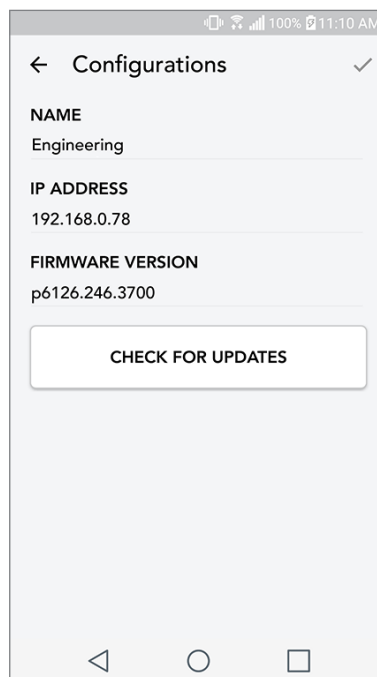 100% 11:10 AM
Configurations
NAME
Engineering
IP ADDRESS
192.168.0.78
FIRMWARE VERSION
p6126.246.3700
CHECK FOR UPDATES